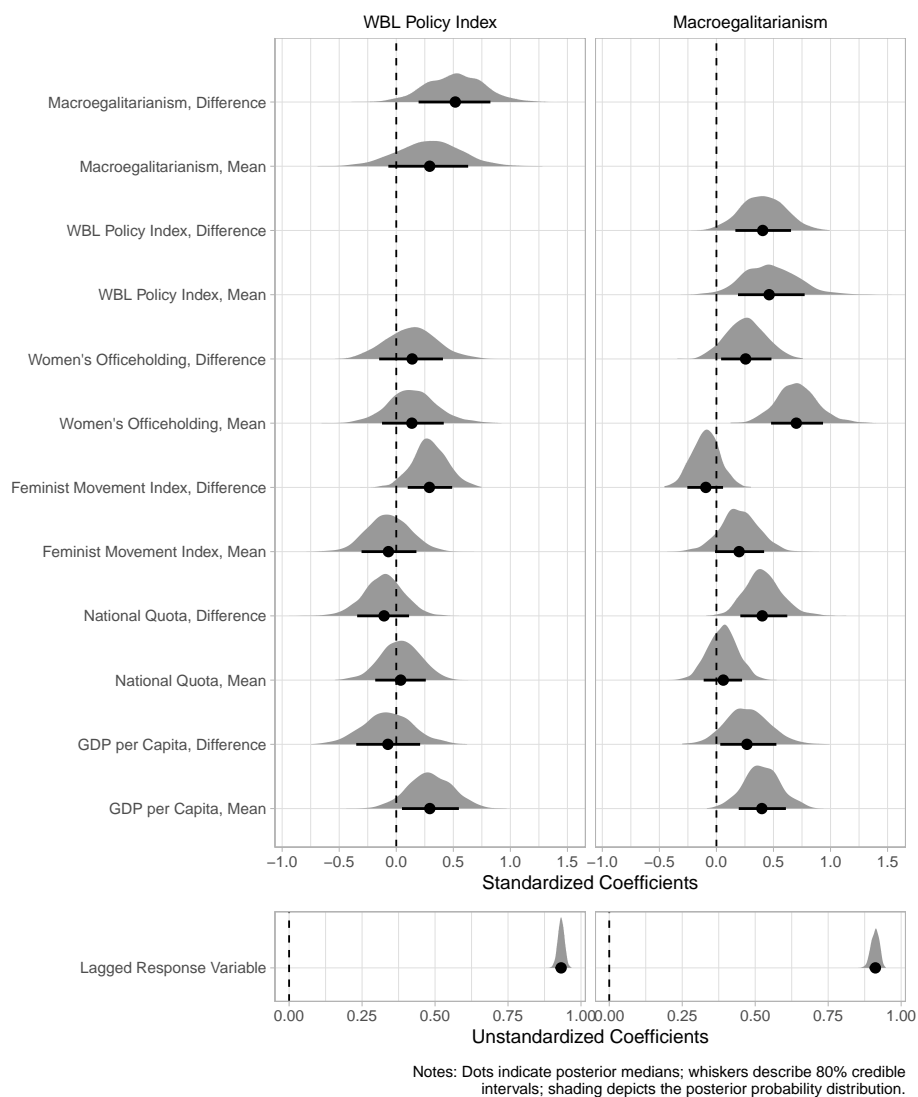 WBL Policy Index
Macroegalitarianism
Macroegalitarianism, Difference
Macroegalitarianism, Mean
WBL Policy Index, Difference
WBL Policy Index, Mean
Women's Officeholding, Difference
Women's Officeholding, Mean
Feminist Movement Index, Difference
Feminist Movement Index, Mean
National Quota, Difference
National Quota, Mean
GDP per Capita, Difference
GDP per Capita, Mean
−1.0 −0.5 0.0 0.5 1.0 1.5 −1.0 −0.5 0.0 0.5 1.0 1.5
Standardized Coefficients
Lagged Response Variable
0.00 0.25 0.50 0.75 1.00 0.00 0.25 0.50 0.75 1.00
Unstandardized Coefficients
Notes: Dots indicate posterior medians; whiskers describe 80% credible
intervals; shading depicts the posterior probability distribution.